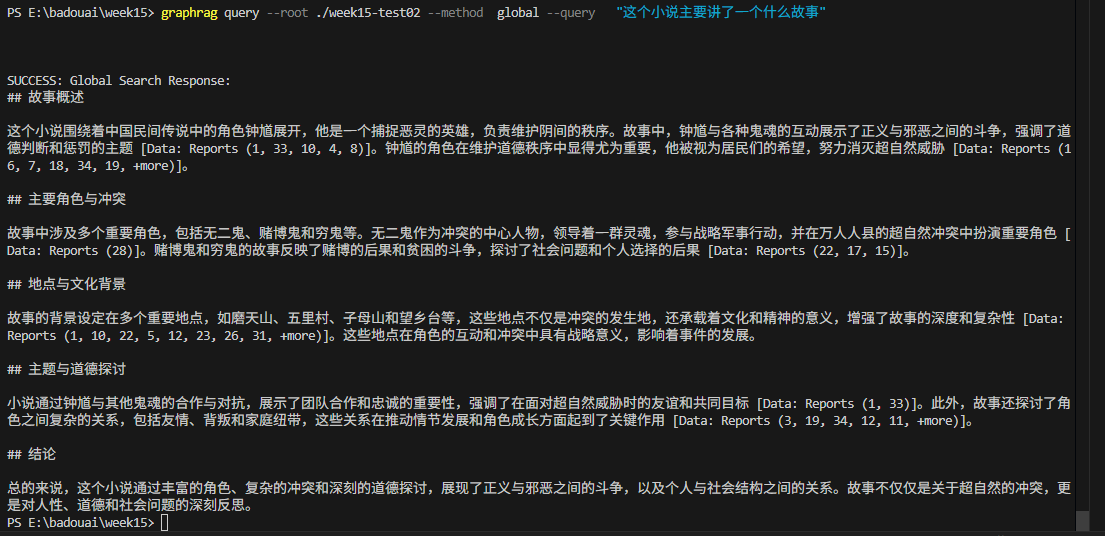 PS E:\badouai\week15> graphrag query --root ./week15-test02 --method  global --query   "这个小说主要讲了一个什么故事"
SUCCESS: Global Search Response:
## 故事概述
这个小说围绕着中国民间传说中的角色钟馗展开，他是一个捕捉恶灵的英雄，负责维护阴间的秩序。故事中，钟馗与各种鬼魂的互动展示了正义与邪恶之间的斗争，强调了道
德判断和惩罚的主题 [Data: Reports (1, 33, 10, 4, 8)]。钟馗的角色在维护道德秩序中显得尤为重要，他被视为居民们的希望，努力消灭超自然威胁 [Data: Reports (1
6, 7, 18, 34, 19, +more)]。
## 主要角色与冲突
故事中涉及多个重要角色，包括无二鬼、赌博鬼和穷鬼等。无二鬼作为冲突的中心人物，领导着一群灵魂，参与战略军事行动，并在万人人县的超自然冲突中扮演重要角色 [
Data: Reports (28)]。赌博鬼和穷鬼的故事反映了赌博的后果和贫困的斗争，探讨了社会问题和个人选择的后果 [Data: Reports (22, 17, 15)]。
## 地点与文化背景
故事的背景设定在多个重要地点，如磨天山、五里村、子母山和望乡台等，这些地点不仅是冲突的发生地，还承载着文化和精神的意义，增强了故事的深度和复杂性 [Data:
Reports (1, 10, 22, 5, 12, 23, 26, 31, +more)]。这些地点在角色的互动和冲突中具有战略意义，影响着事件的发展。
## 主题与道德探讨
小说通过钟馗与其他鬼魂的合作与对抗，展示了团队合作和忠诚的重要性，强调了在面对超自然威胁时的友谊和共同目标 [Data: Reports (1, 33)]。此外，故事还探讨了角
色之间复杂的关系，包括友情、背叛和家庭纽带，这些关系在推动情节发展和角色成长方面起到了关键作用 [Data: Reports (3, 19, 34, 12, 11, +more)]。
## 结论
总的来说，这个小说通过丰富的角色、复杂的冲突和深刻的道德探讨，展现了正义与邪恶之间的斗争，以及个人与社会结构之间的关系。故事不仅仅是关于超自然的冲突，更
是对人性、道德和社会问题的深刻反思。
PS E:\badouai\week15>